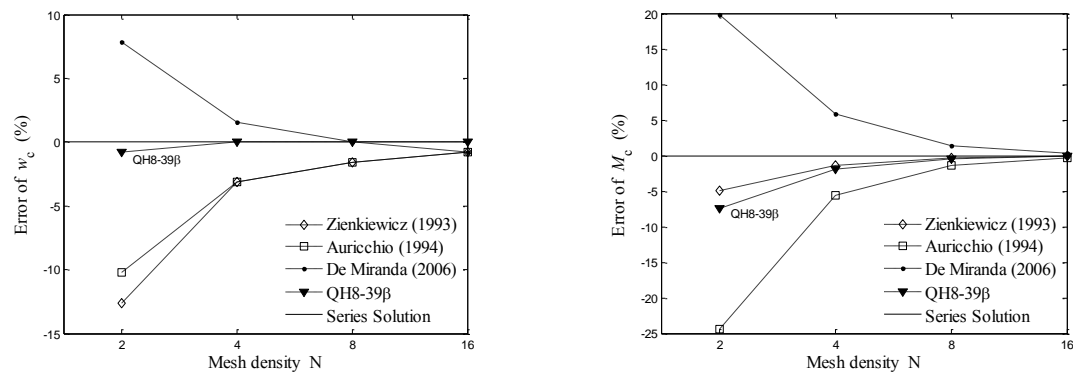 10
5
0
-5
-10
-15
Error of wc (%)
QH8-39β
Zienkiewicz (1993)
Auricchio (1994)
De Miranda (2006)
QH8-39β
Series Solution
2
4
8
16
Mesh density N
20
15
10
5
0
-5
-10
-15
-20
-25
Error of Mc (%)
QH8-39β
Zienkiewicz (1993)
Auricchio (1994)
De Miranda (2006)
QH8-39β
Series Solution
2
4
8
16
Mesh density N